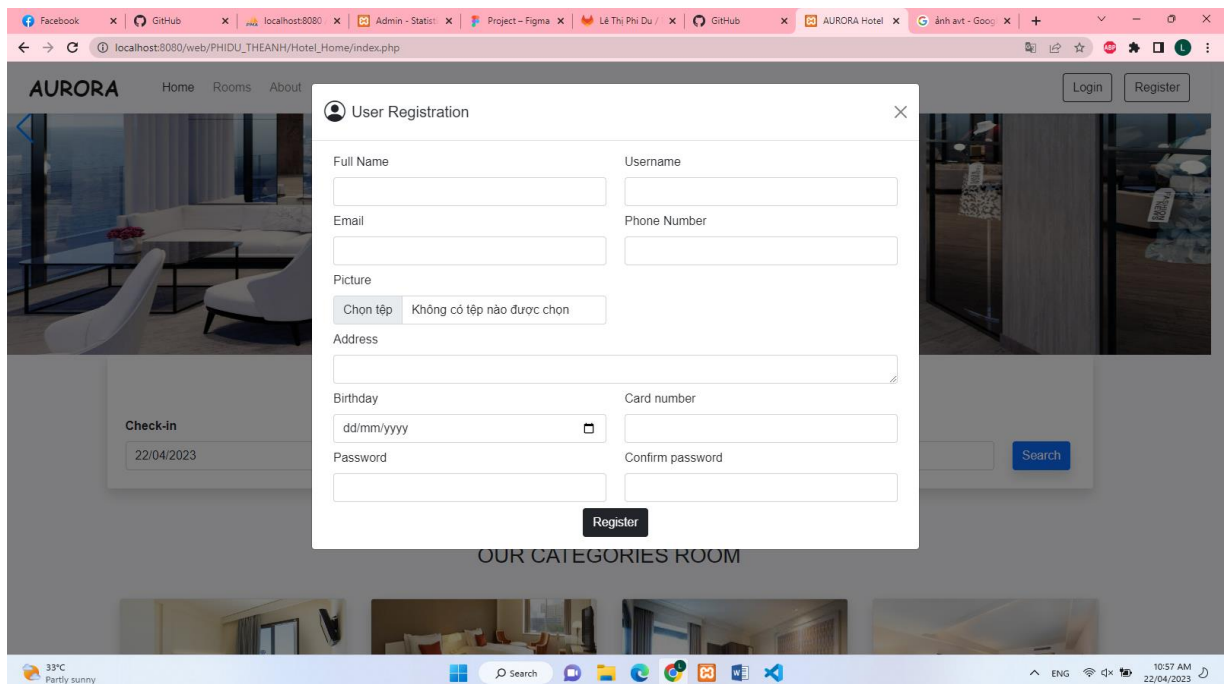 Facebook GitHub localhost:8080 Admin - Statist Project – Figma Lê Thị Phi Du / GitHub AURORA Hotel ảnh avt - Goog
localhost:8080/web/PHIDU_THEANH/Hotel_Home/index.php
AURORA Home Rooms About Login Register
User Registration
Full Name Username
Email Phone Number
Picture
Chọn tệp Không có tệp nào được chọn
Address
Birthday Card number
Check-in
dd/mm/yyyy
22/04/2023 Search
Password Confirm password
Register
OUR CATEGORIES ROOM
33°C
Partly sunny
Search
ENG
10:57 AM
22/04/2023